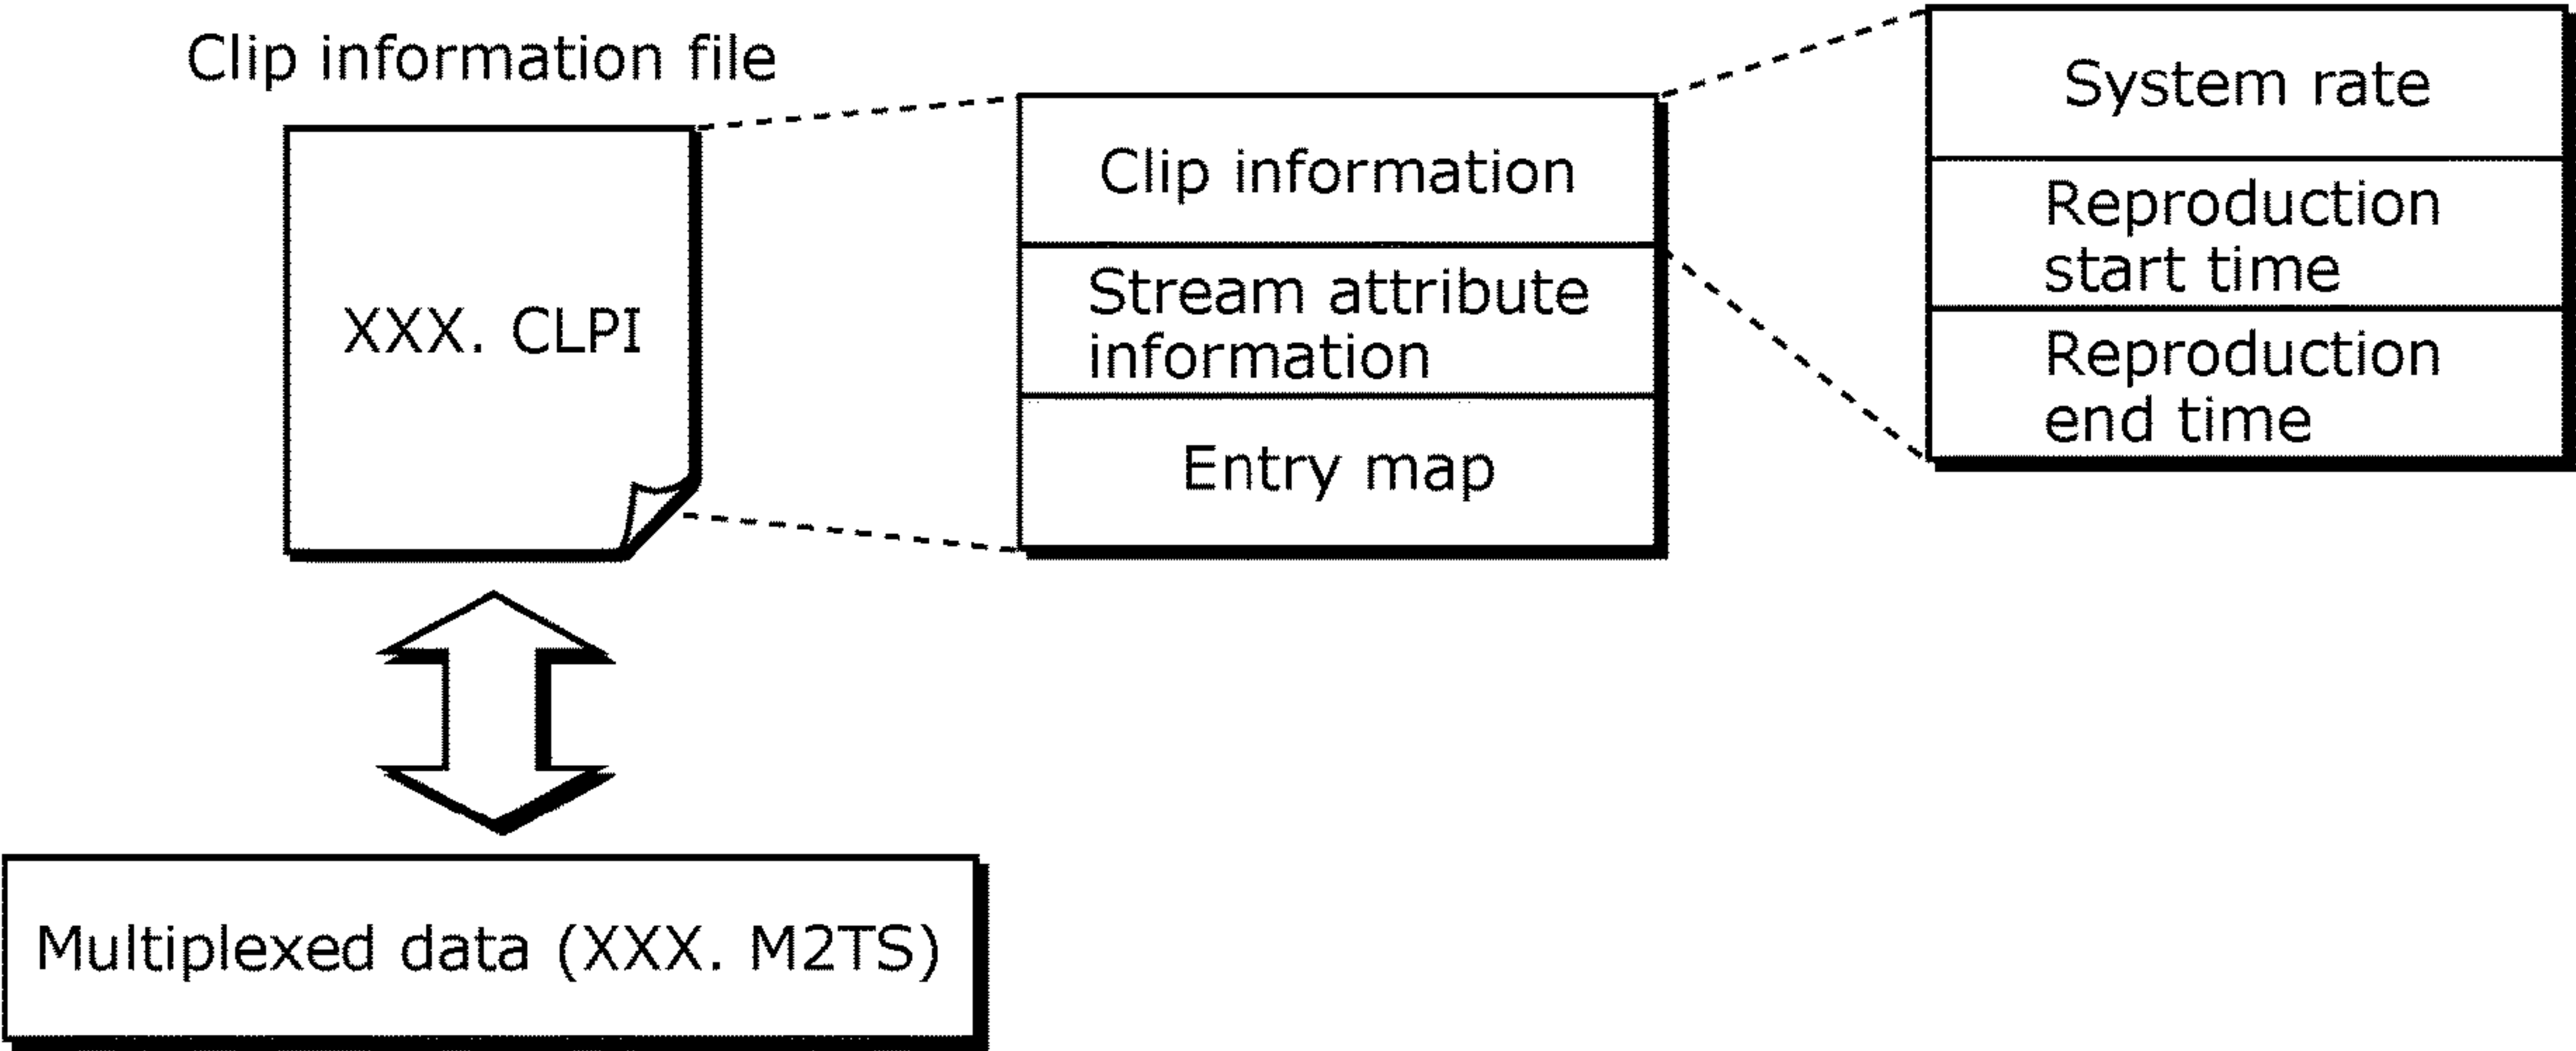 Clip information file
XXX. CLPI
Clip information
Stream attribute
information
Entry map
System rate
Reproduction
start time
Reproduction
end time
Multiplexed data (XXX. M2TS)